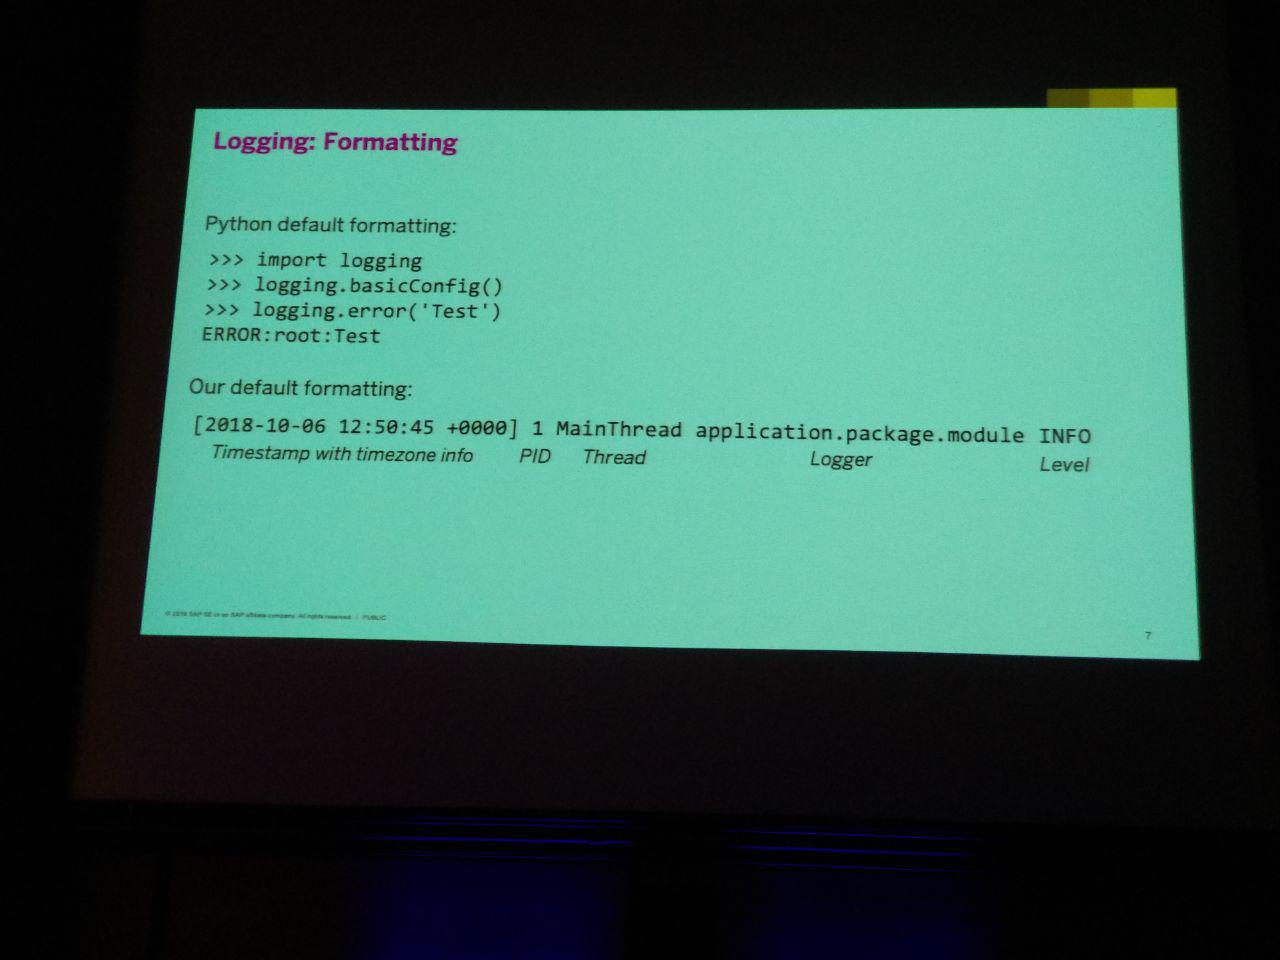 Logging: Formatting
Python default formatting:
>>> import logging
>>> logging.basicConfig()
>>> logging.error('Test')
ERROR:root:Test
Our default formatting:
[2018-10-06 12:50:45 +0000] 1 MainThread application.package.module INFO
Timestamp with timezone info PID Thread Logger Level
© 2018 SAP SE or an SAP affiliate company. All rights reserved. | PUBLIC
7